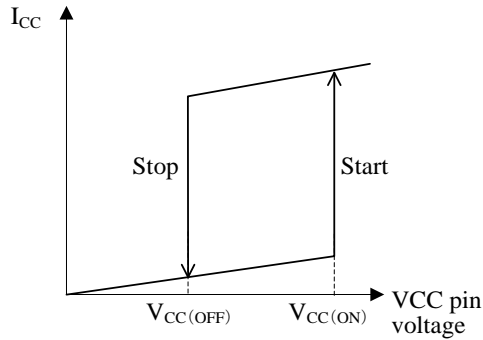 I_CC
Stop
Start
V_CC(OFF)
V_CC(ON)
VCC pin
voltage